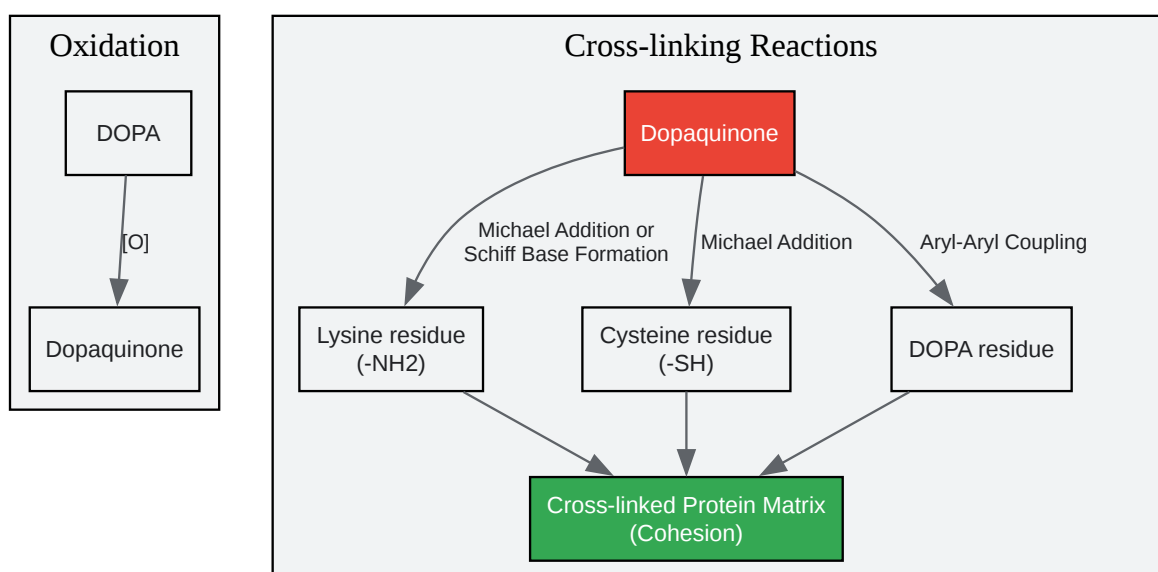 Oxidation
DOPA
[O]
Dopaquinone
Cross-linking Reactions
Dopaquinone
Michael Addition or
Schiff Base Formation
Michael Addition
Aryl-Aryl Coupling
Lysine residue
(-NH2)
Cysteine residue
(-SH)
DOPA residue
Cross-linked Protein Matrix
(Cohesion)